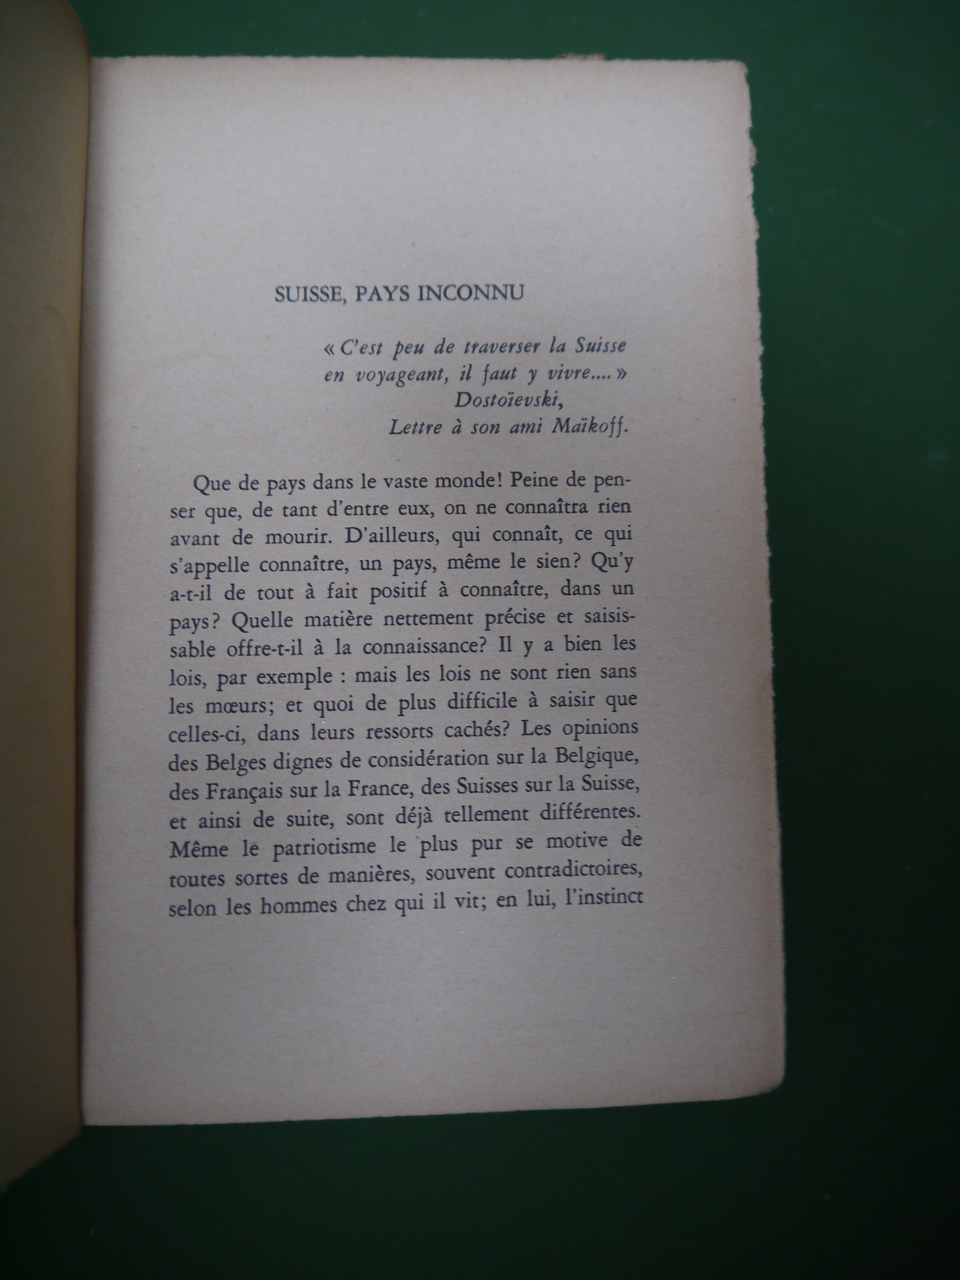 SUISSE, PAYS INCONNU
« C'est peu de traverser la Suisse
en voyageant, il faut y vivre.... »
Dostoïevski,
Lettre à son ami Maïkoff.
Que de pays dans le vaste monde! Peine de pen-
ser que, de tant d'entre eux, on ne connaîtra rien
avant de mourir. D'ailleurs, qui connaît, ce qui
s'appelle connaître, un pays, même le sien? Qu'y
a-t-il de tout à fait positif à connaître, dans un
pays? Quelle matière nettement précise et saisis-
sable offre-t-il à la connaissance? Il y a bien les
lois, par exemple : mais les lois ne sont rien sans
les mœurs; et quoi de plus difficile à saisir que
celles-ci, dans leurs ressorts cachés? Les opinions
des Belges dignes de considération sur la Belgique,
des Français sur la France, des Suisses sur la Suisse,
et ainsi de suite, sont déjà tellement différentes.
Même le patriotisme le plus pur se motive de
toutes sortes de manières, souvent contradictoires,
selon les hommes chez qui il vit; en lui, l'instinct